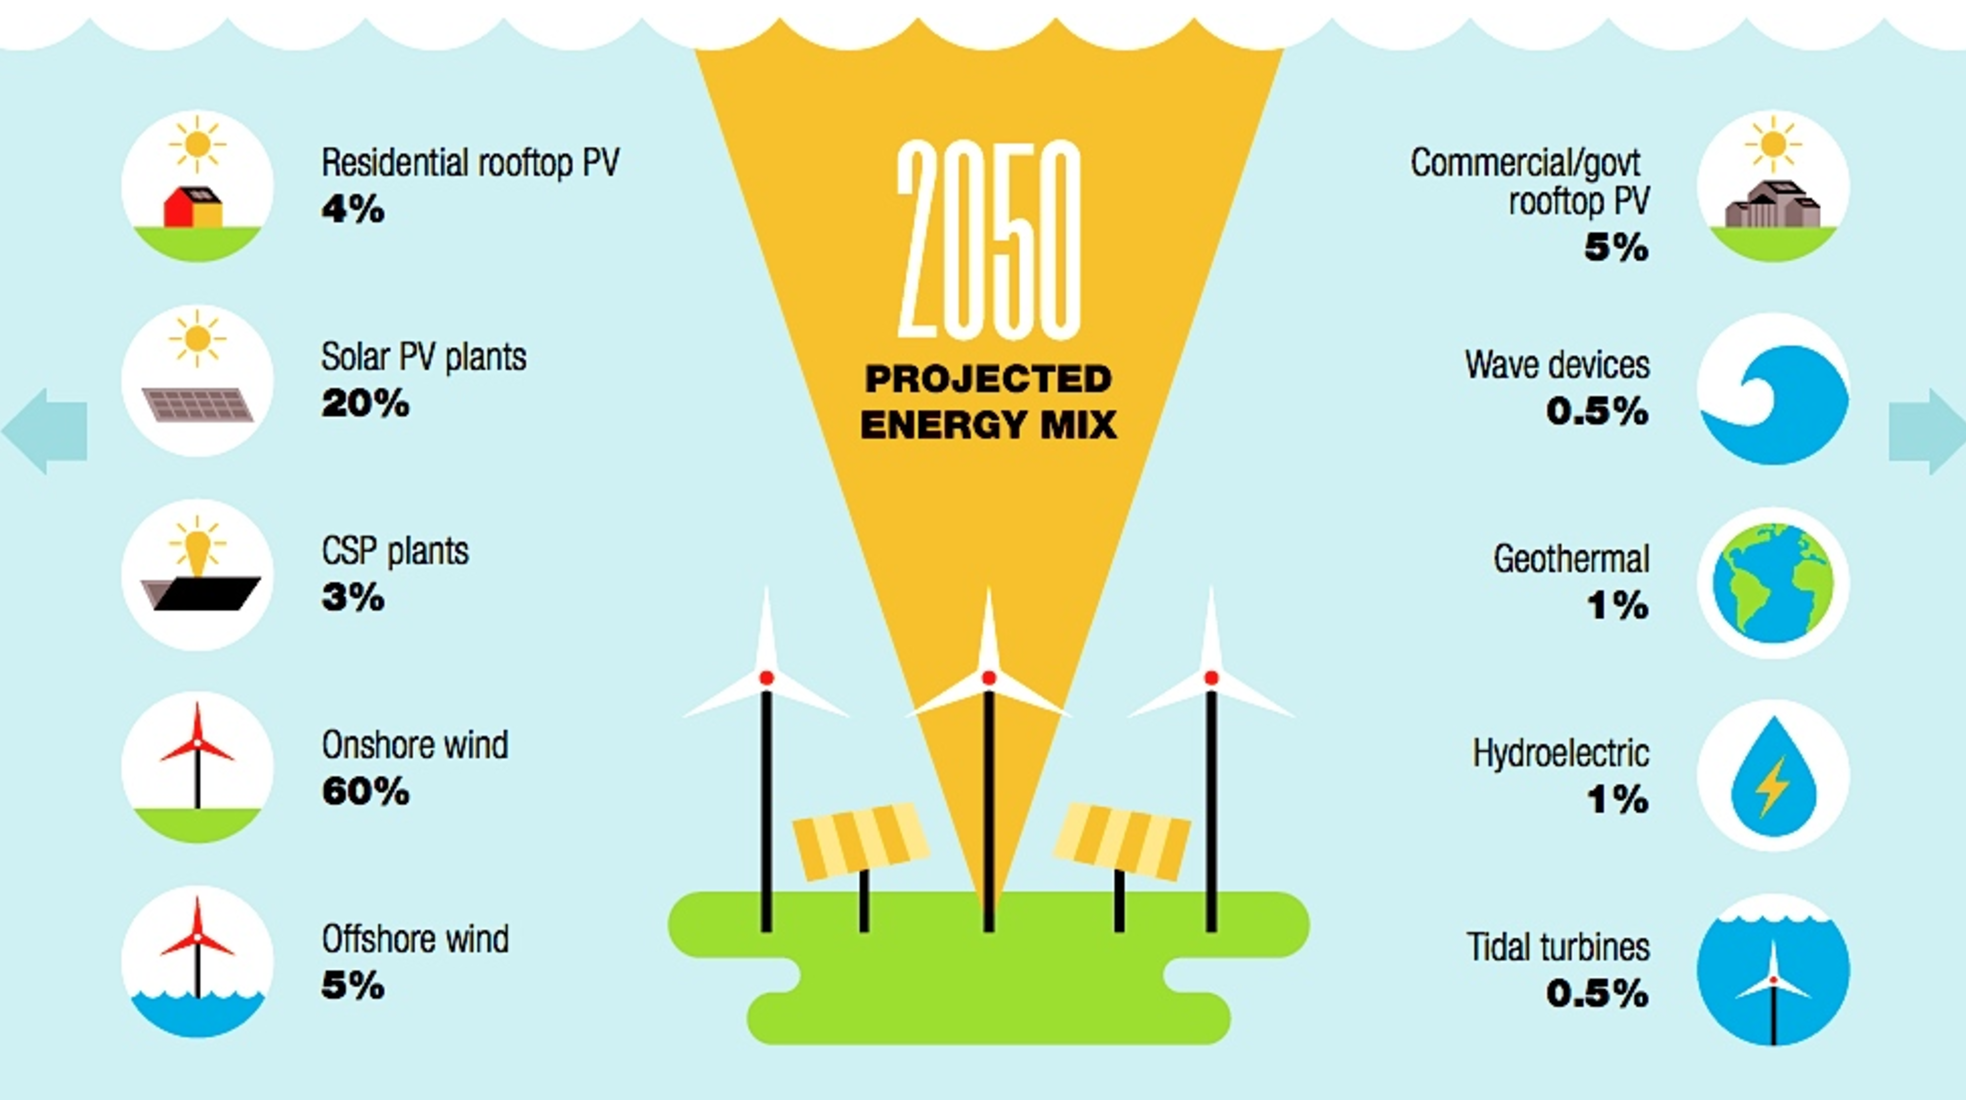 Residential rooftop PV
4%
Solar PV plants
20%
CSP plants
3%
Onshore wind
60%
Offshore wind
5%
2050
PROJECTED
ENERGY MIX
Commercial/govt
rooftop PV
5%
Wave devices
0.5%
Geothermal
1%
Hydroelectric
1%
Tidal turbines
0.5%